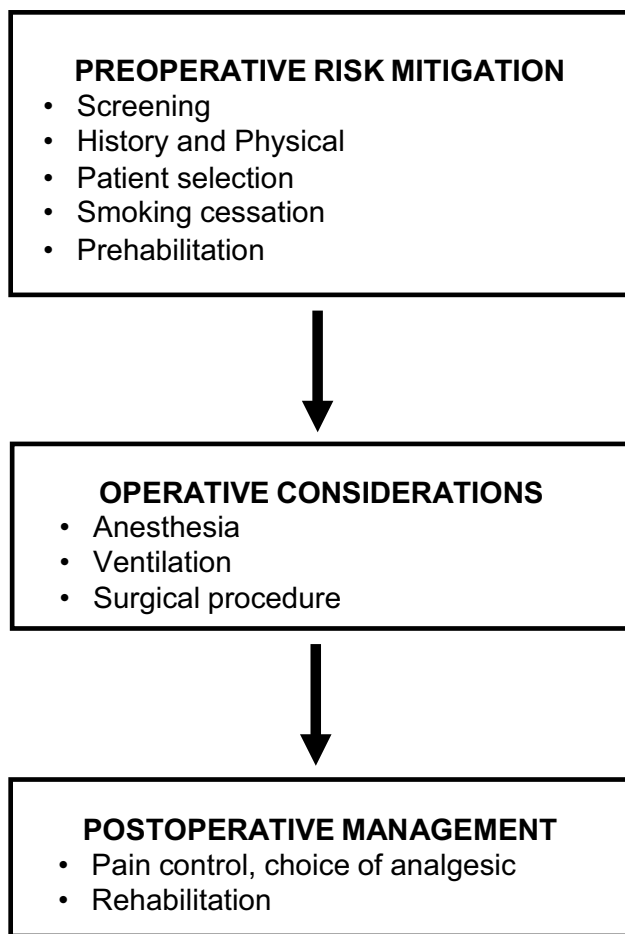 PREOPERATIVE RISK MITIGATION
• Screening
• History and Physical
• Patient selection
• Smoking cessation
• Prehabilitation
OPERATIVE CONSIDERATIONS
• Anesthesia
• Ventilation
• Surgical procedure
POSTOPERATIVE MANAGEMENT
• Pain control, choice of analgesic
• Rehabilitation